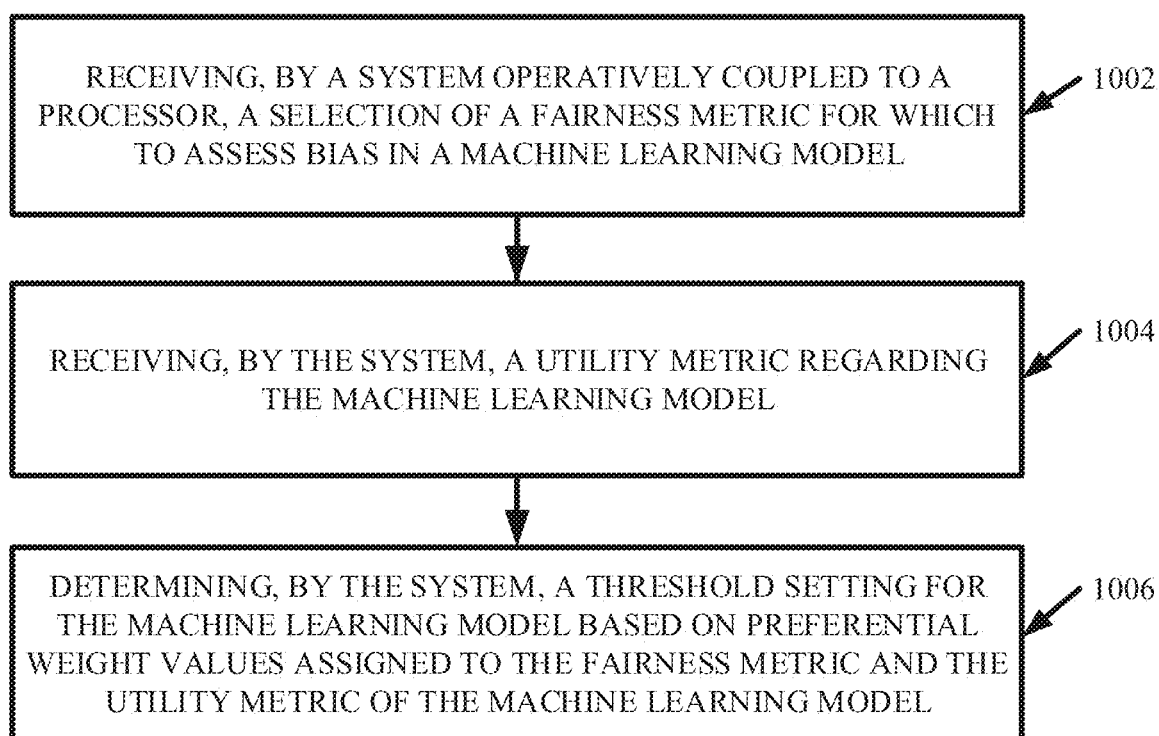 RECEIVING, BY A SYSTEM OPERATIVELY COUPLED TO A
PROCESSOR, A SELECTION OF A FAIRNESS METRIC FOR WHICH
TO ASSESS BIAS IN A MACHINE LEARNING MODEL
1002
RECEIVING, BY THE SYSTEM, A UTILITY METRIC REGARDING
THE MACHINE LEARNING MODEL
1004
DETERMINING, BY THE SYSTEM, A THRESHOLD SETTING FOR
THE MACHINE LEARNING MODEL BASED ON PREFERENTIAL
WEIGHT VALUES ASSIGNED TO THE FAIRNESS METRIC AND THE
UTILITY METRIC OF THE MACHINE LEARNING MODEL
1006